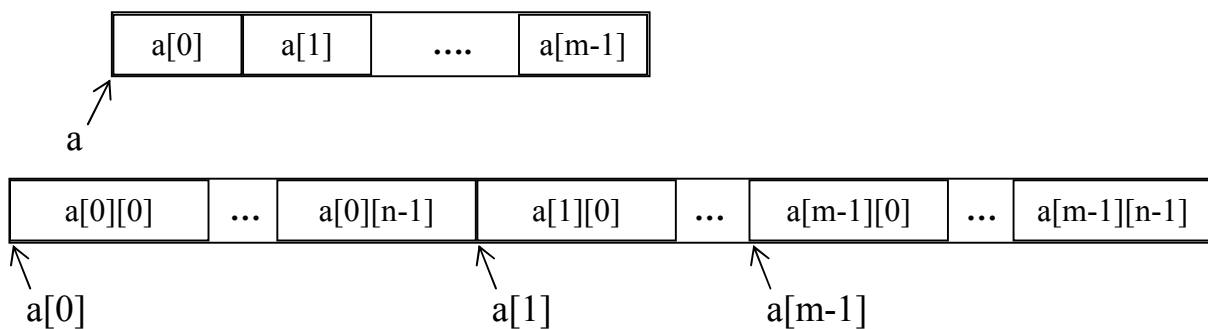 a[0] a[1] .... a[m-1]
a
a[0][0] ... a[0][n-1] a[1][0] ... a[m-1][0] ... a[m-1][n-1]
a[0] a[1] a[m-1]